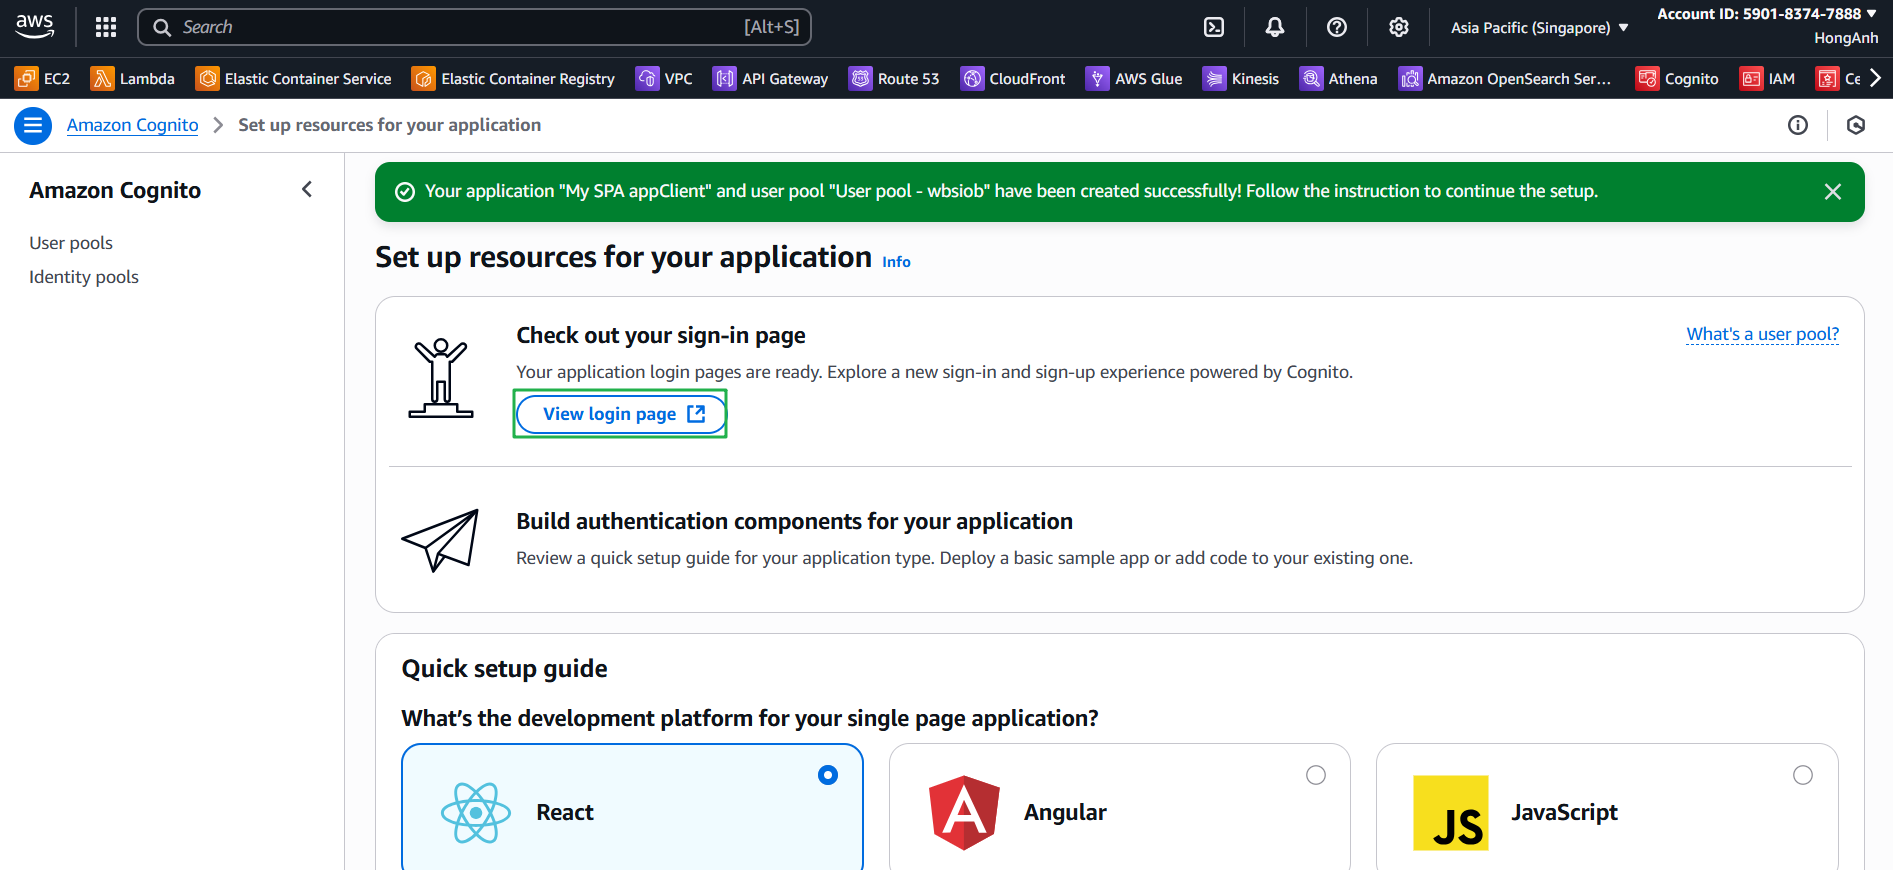 aws
Search [Alt+S]
Asia Pacific (Singapore)
Account ID: 5901-8374-7888
HongAnh
EC2 Lambda Elastic Container Service Elastic Container Registry VPC API Gateway Route 53 CloudFront AWS Glue Kinesis Athena Amazon OpenSearch Ser... Cognito IAM Ce
Amazon Cognito > Set up resources for your application
Amazon Cognito
User pools
Identity pools
Your application "My SPA appClient" and user pool "User pool - wbsiob" have been created successfully! Follow the instruction to continue the setup.
Set up resources for your application Info
Check out your sign-in page
What's a user pool?
Your application login pages are ready. Explore a new sign-in and sign-up experience powered by Cognito.
View login page
Build authentication components for your application
Review a quick setup guide for your application type. Deploy a basic sample app or add code to your existing one.
Quick setup guide
What's the development platform for your single page application?
React
A Angular
JS JavaScript